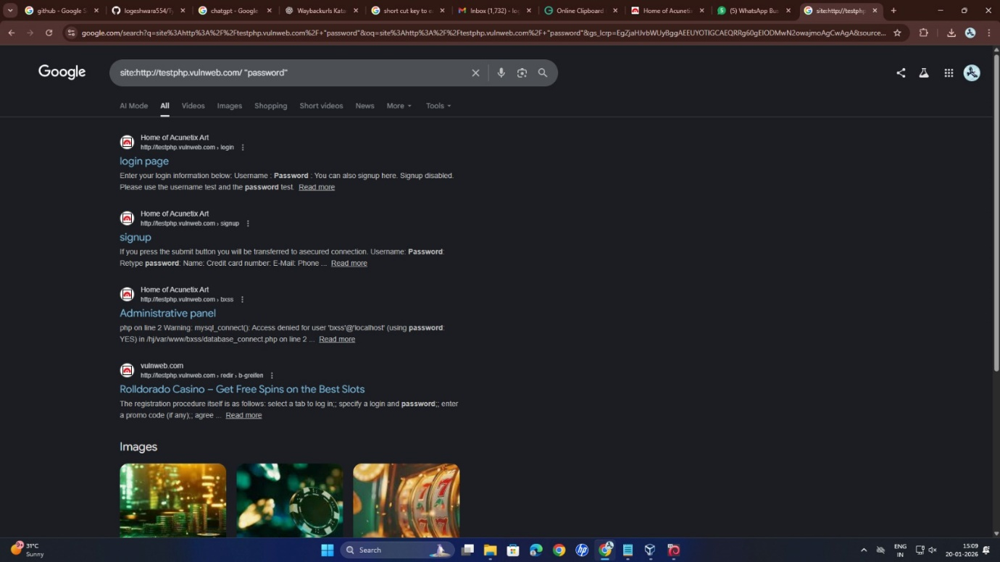 github - Google S
logeshwara554/Ty
chatgpt - Google
Waybackurls Kata
short cut key to e
Inbox (1,732) - lo
Online Clipboard
Home of Acunetix
(5) WhatsApp Bus
site:http://testphp
google.com/search?q=site%3Ahttp%3A%2F%2Ftestphp.vulnweb.com%2F+"password"&oq=site%3Ahttp%3A%2F%2Ftestphp.vulnweb.com%2F+"password"&gs_lcrp=EgZjaHJvbWUyBggAEEUYOTIGCAEQRRg60gEIODMwN2owajmoAgCwAgA&source...
Google
site:http://testphp.vulnweb.com/ "password"
AI Mode All Videos Images Shopping Short videos News More Tools
Home of Acunetix Art
http://testphp.vulnweb.com › login
login page
Enter your login information below: Username : Password : You can also signup here. Signup disabled.
Please use the username test and the password test. Read more
Home of Acunetix Art
http://testphp.vulnweb.com › signup
signup
If you press the submit button you will be transferred to asecured connection. Username: Password:
Retype password: Name: Credit card number: E-Mail: Phone ... Read more
Home of Acunetix Art
http://testphp.vulnweb.com › bxss
Administrative panel
php on line 2 Warning: mysql_connect(): Access denied for user 'bxss'@'localhost' (using password:
YES) in /hj/var/www/bxss/database_connect.php on line 2 ... Read more
vulnweb.com
http://testphp.vulnweb.com › redir › b-greifen
Rolldorado Casino – Get Free Spins on the Best Slots
The registration procedure itself is as follows: select a tab to log in;; specify a login and password;; enter
a promo code (if any);; agree ... Read more
Images
9+
31°C
Sunny
Search
ENG
IN
15:09
20-01-2026